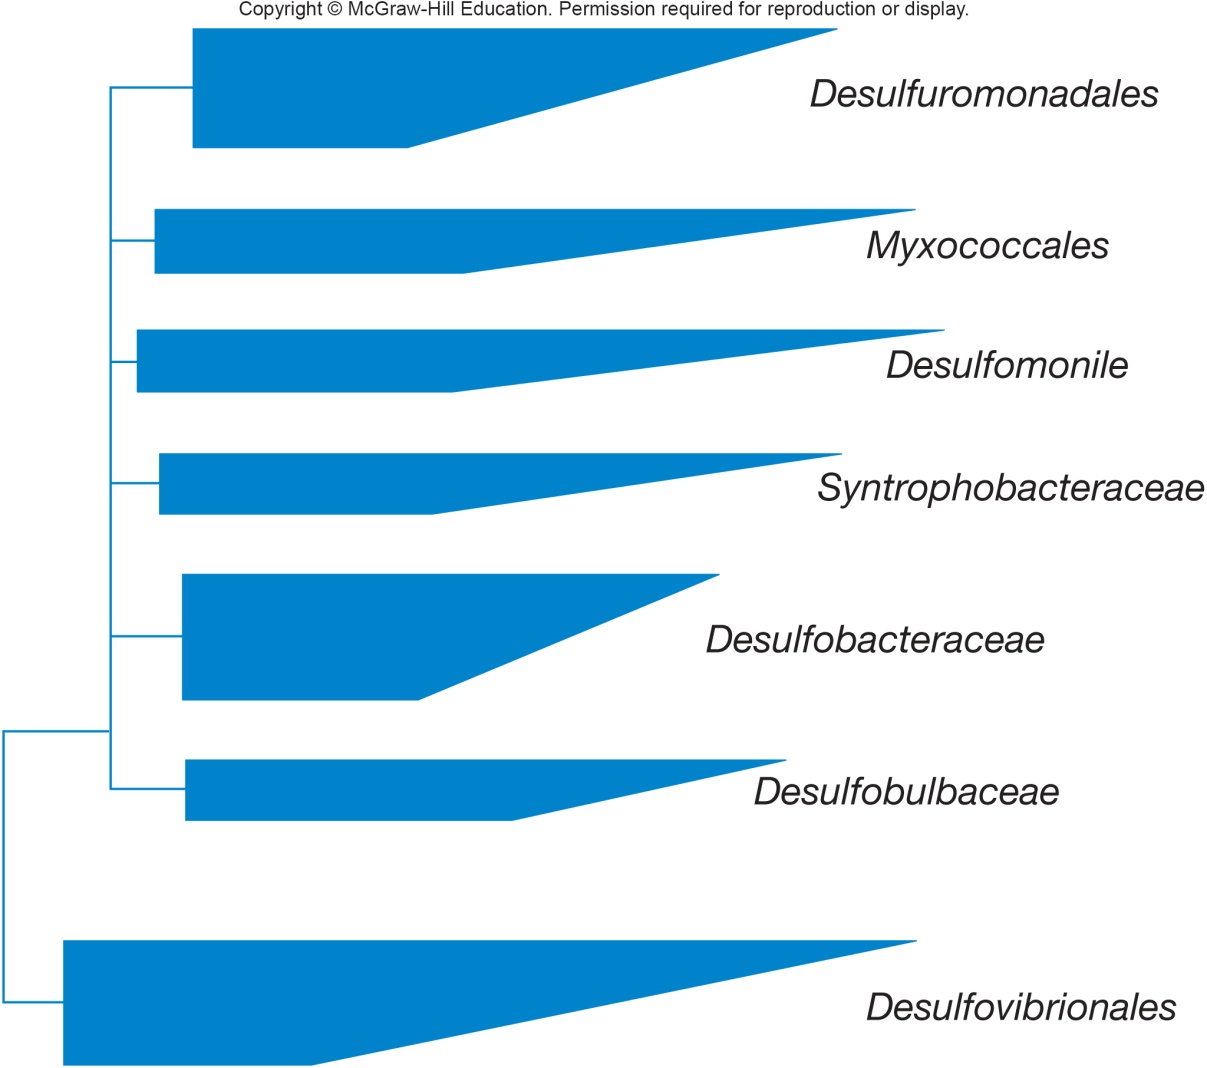 Copyright © McGraw-Hill Education. Permission required for reproduction or display.
Desulfuromonadales
Myxococcales
Desulfomonile
Syntrophobacteraceae
Desulfobacteraceae
Desulfobulbaceae
Desulfovibrionales